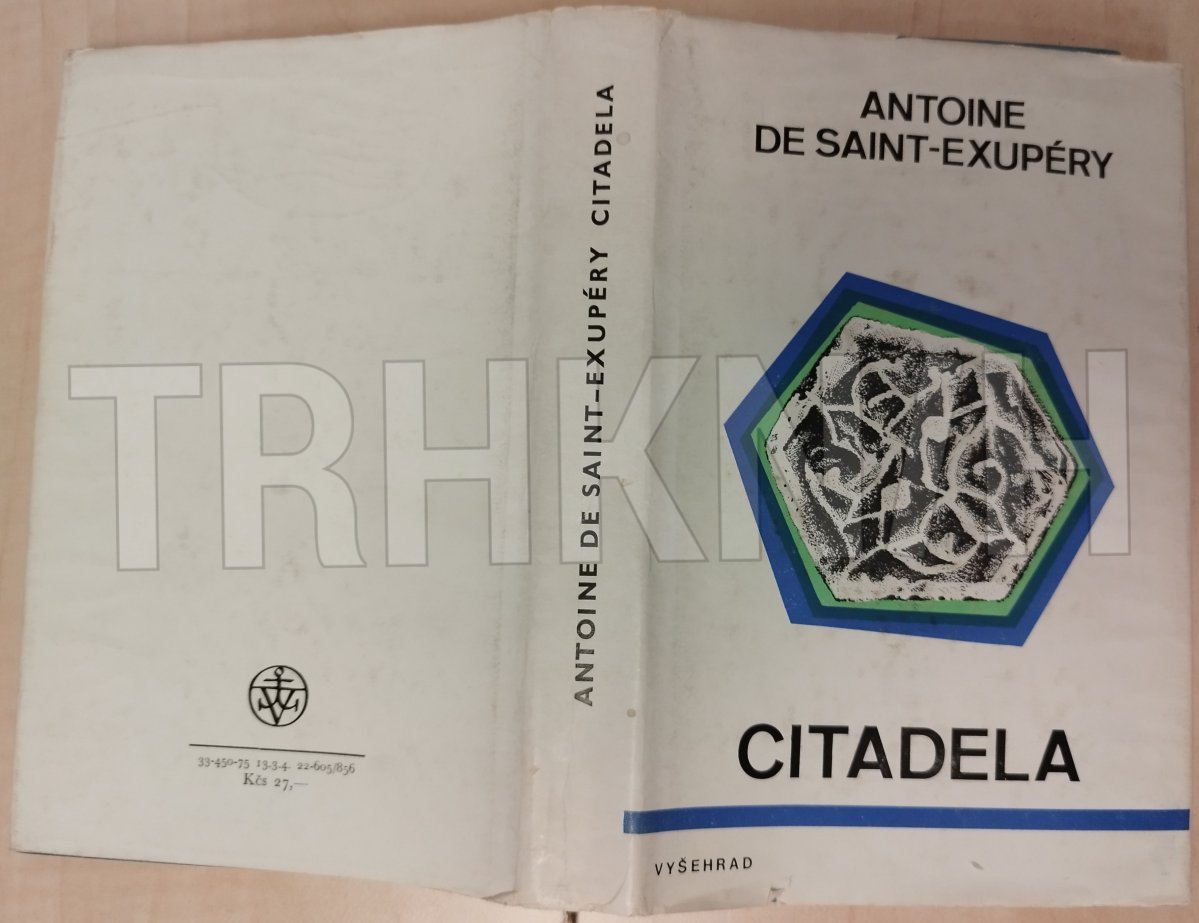 ANTOINE
DE SAINT-EXUPÉRY
CITADELA
VYŠEHRAD
ANTOINE DE SAINT-EXUPÉRY CITADELA
33-450-75 13-3-4. 22-605/856
Kčs 27,—
TRHKNIH